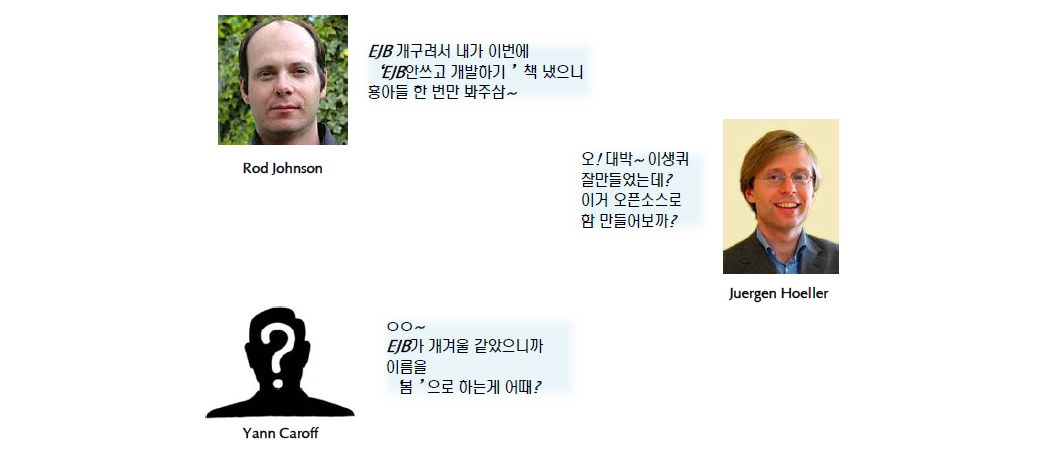 EJB 개구려서 내가 이번에
‘EJB안쓰고 개발하기 ’ 책 냈으니
횽아들 한 번만 봐주삼~
Rod Johnson
오! 대박~ 이생퀴
잘만들었는데?
이거 오픈소스로
함 만들어보까?
Juergen Hoeller
ㅇㅇ~
EJB가 개겨울 같았으니까
이름을
‘봄 ’으로 하는게 어때?
Yann Caroff